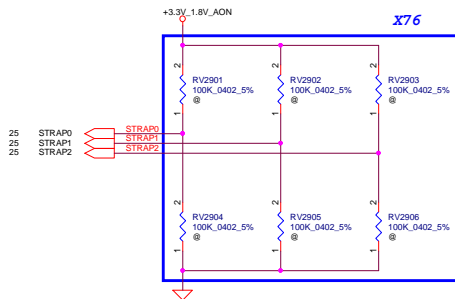 +3.3V_1.8V_AON
X76
2
RV2901
100K_0402_5%
@
1
2
RV2902
100K_0402_5%
@
1
2
RV2903
100K_0402_5%
@
1
25 STRAP0 STRAP0
25 STRAP1 STRAP1
25 STRAP2 STRAP2
2
RV2904
100K_0402_5%
@
1
2
RV2905
100K_0402_5%
@
1
2
RV2906
100K_0402_5%
@
1